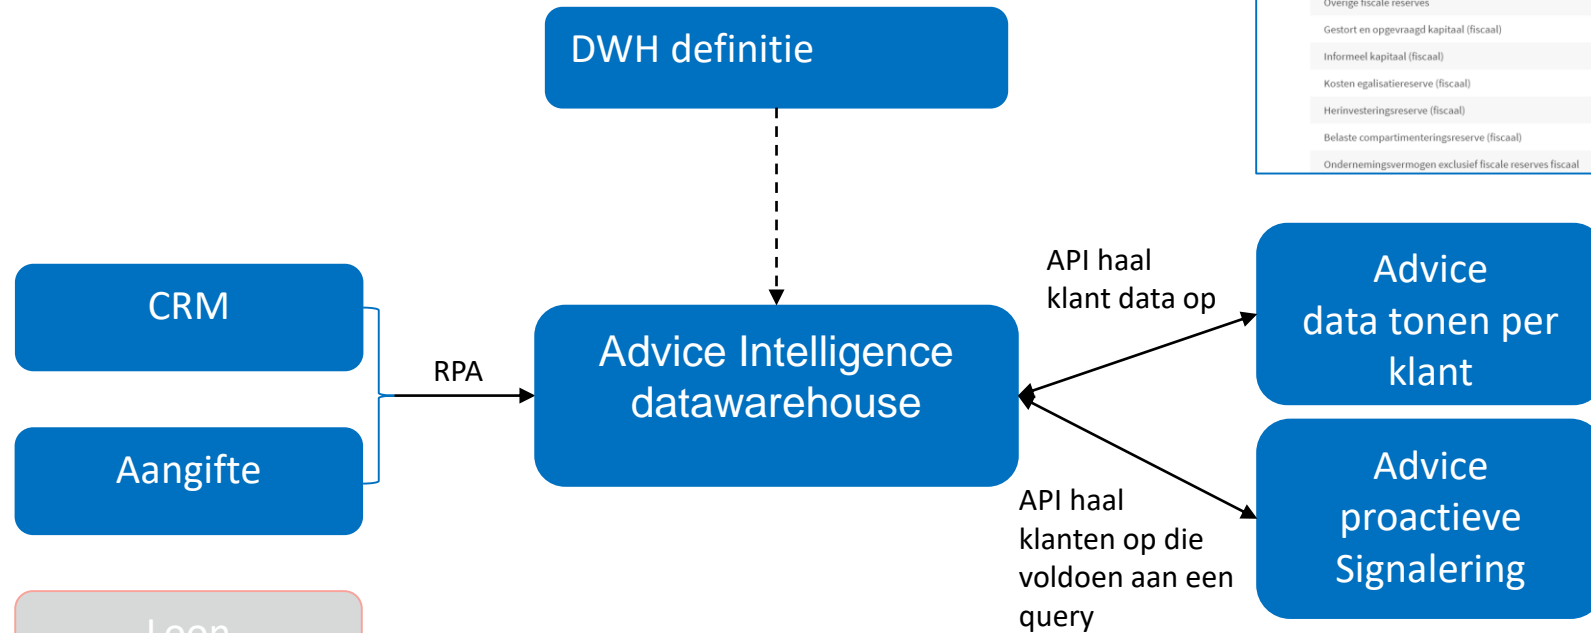 Overige fiscale reserves
DWH definitie
Gestort en opgevraagd kapitaal (fiscaal)
Informeel kapitaal (fiscaal)
Kosten egalisatiereserve (fiscaal)
Herinvesteringsreserve (fiscaal)
Belaste compartimenteringsreserve (fiscaal)
Ondernemingsvermogen exclusief fiscale reserves fiscaal
CRM
Aangifte
RPA
Advice Intelligence
datawarehouse
API haal
klant data op
Advice
data tonen per
klant
API haal
klanten op die
voldoen aan een
query
Advice
proactieve
Signalering
Loon